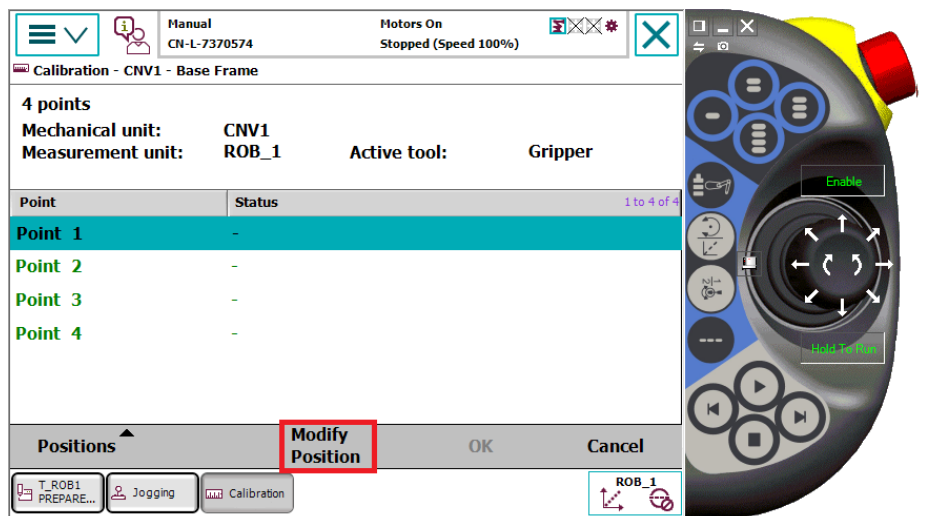 Manual
CN-L-7370574
Motors On
Stopped (Speed 100%)
Calibration - CNV1 - Base Frame
4 points
Mechanical unit: CNV1
Measurement unit: ROB_1 Active tool: Gripper
Point Status 1 to 4 of 4
Point 1 -
Point 2 -
Point 3 -
Point 4 -
Positions
Modify
Position
OK
Cancel
T_ROB1
PREPARE...
Jogging
Calibration
ROB_1
Enable
Hold To Run